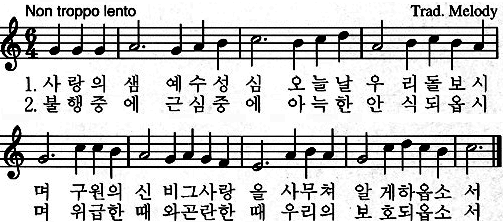 Non troppo lento Trad. Melody
6
4
1. 사 랑 의 샘 예 수 성 심 오 늘 날 우 리 돌 보 시
2. 불 행 중 에 근 심 중 에 아 늑 한 안 식 되 옵 시
며 구 원 의 신 비 그 사 랑 을 사 무 쳐 알 게 하 옵 소 서
며 위 급 한 때 와 곤 란 한 때 우 리 의 보 호 되 옵 소 서